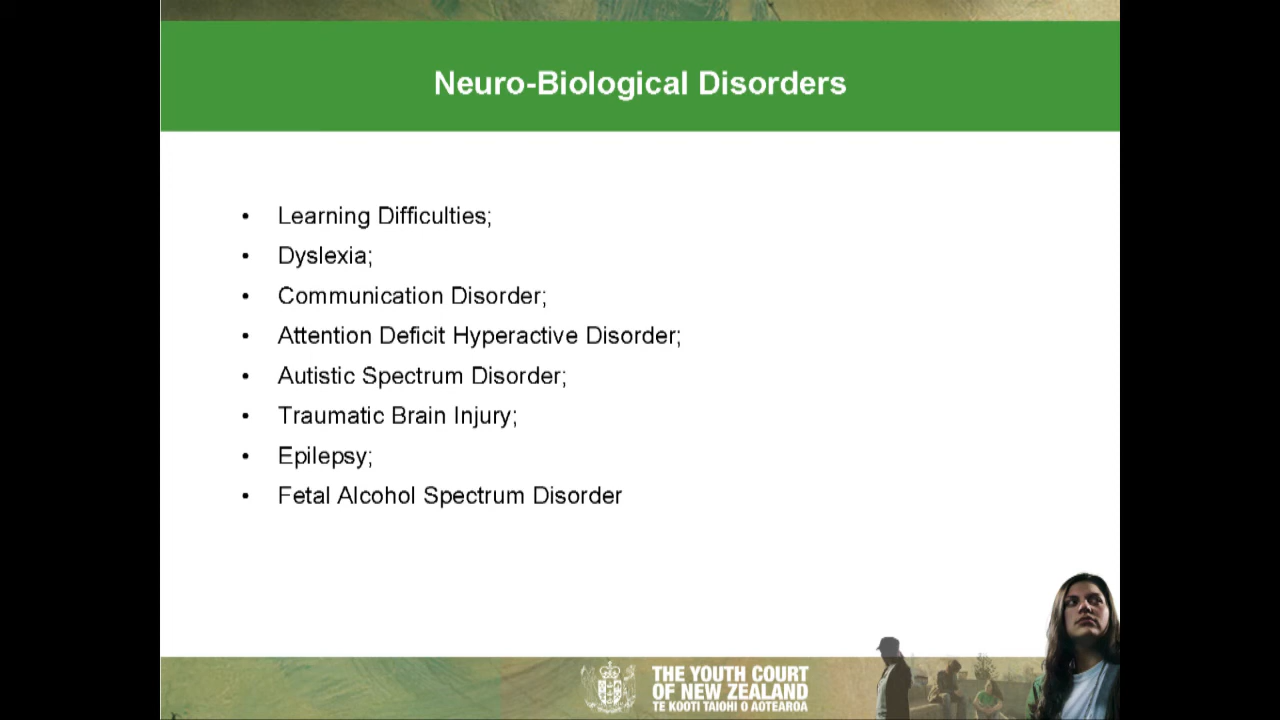 Neuro-Biological Disorders
• Learning Difficulties;
• Dyslexia;
• Communication Disorder;
• Attention Deficit Hyperactive Disorder;
• Autistic Spectrum Disorder;
• Traumatic Brain Injury;
• Epilepsy;
• Fetal Alcohol Spectrum Disorder
THE YOUTH COURT
OF NEW ZEALAND
TE KOOTI TAIOHI O AOTEAROA